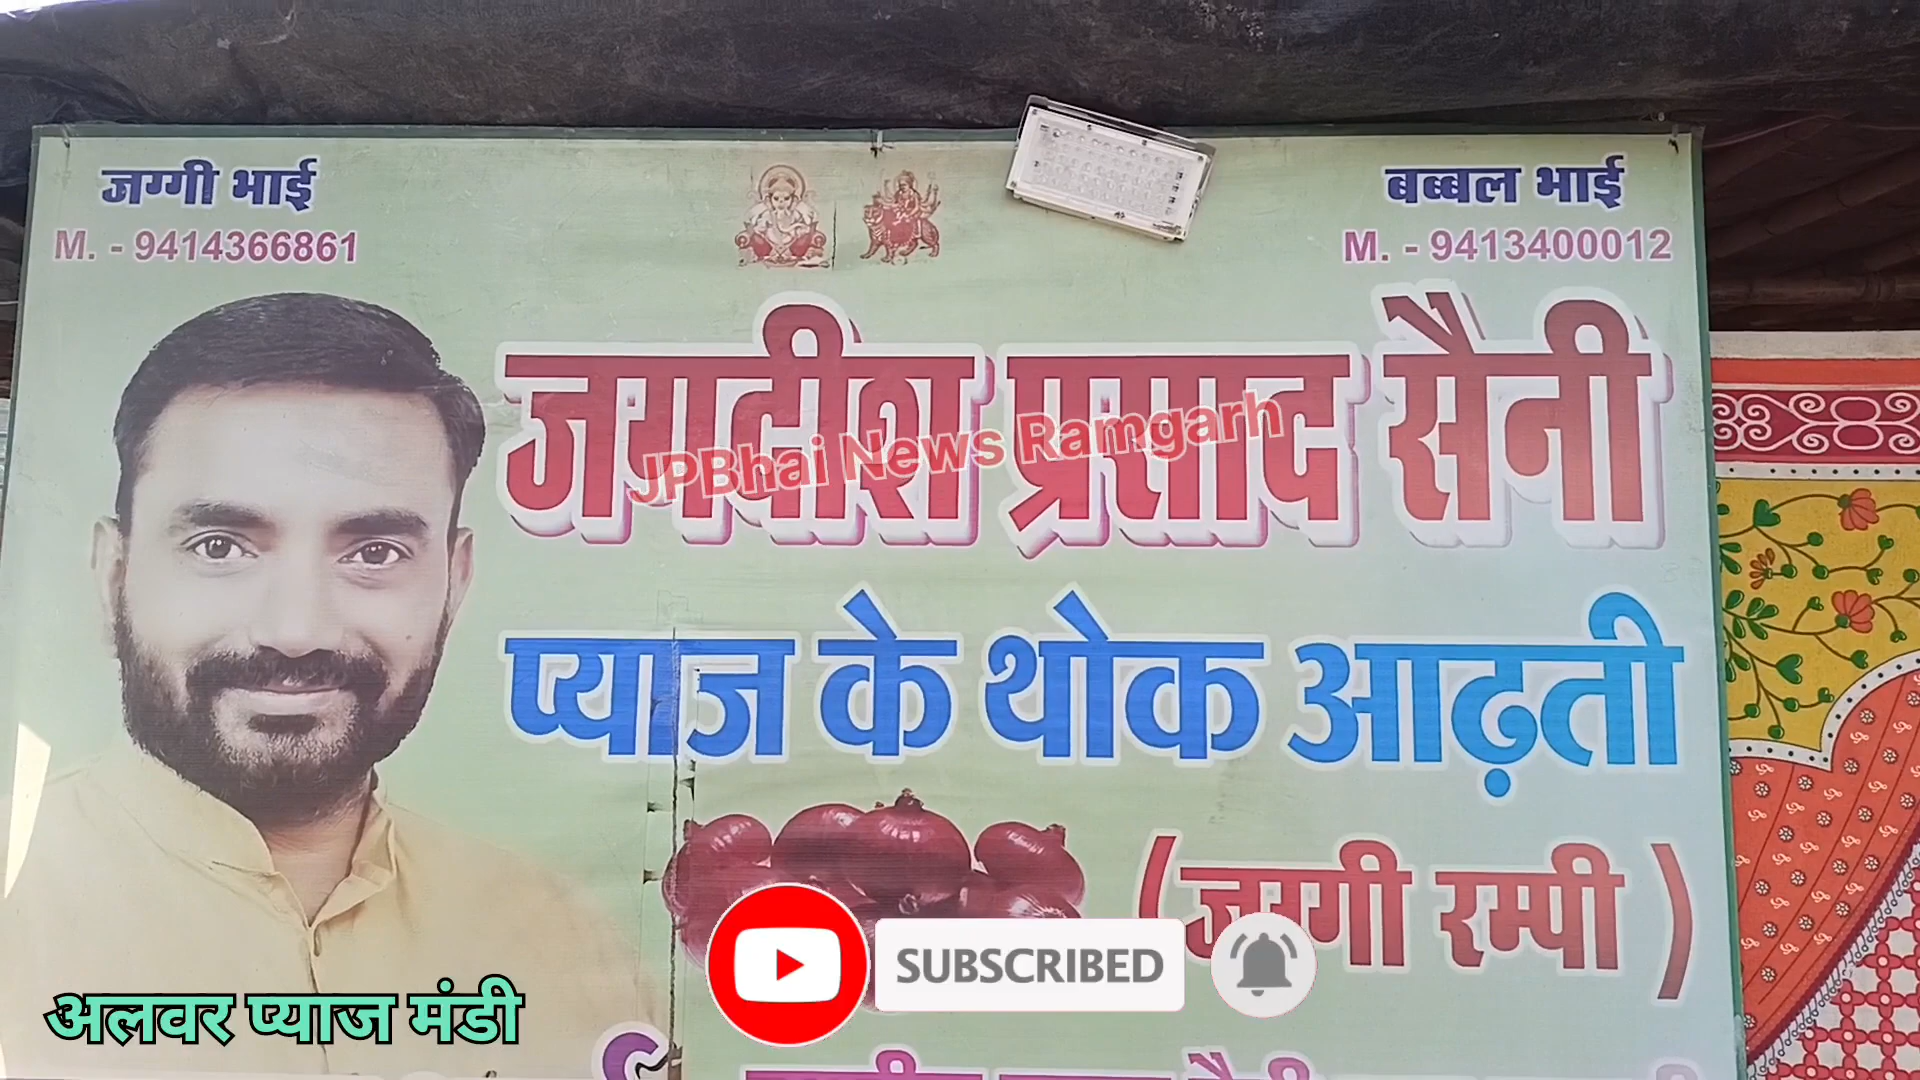 जग्गी भाई
M. - 9414366861
बब्बल भाई
M. - 9413400012
जगदीश प्रसाद सैनी
JPBhai News Ramgarh
प्याज के थोक आढ़ती
(जग्गी रम्पी)
SUBSCRIBED
अलवर प्याज मंडी